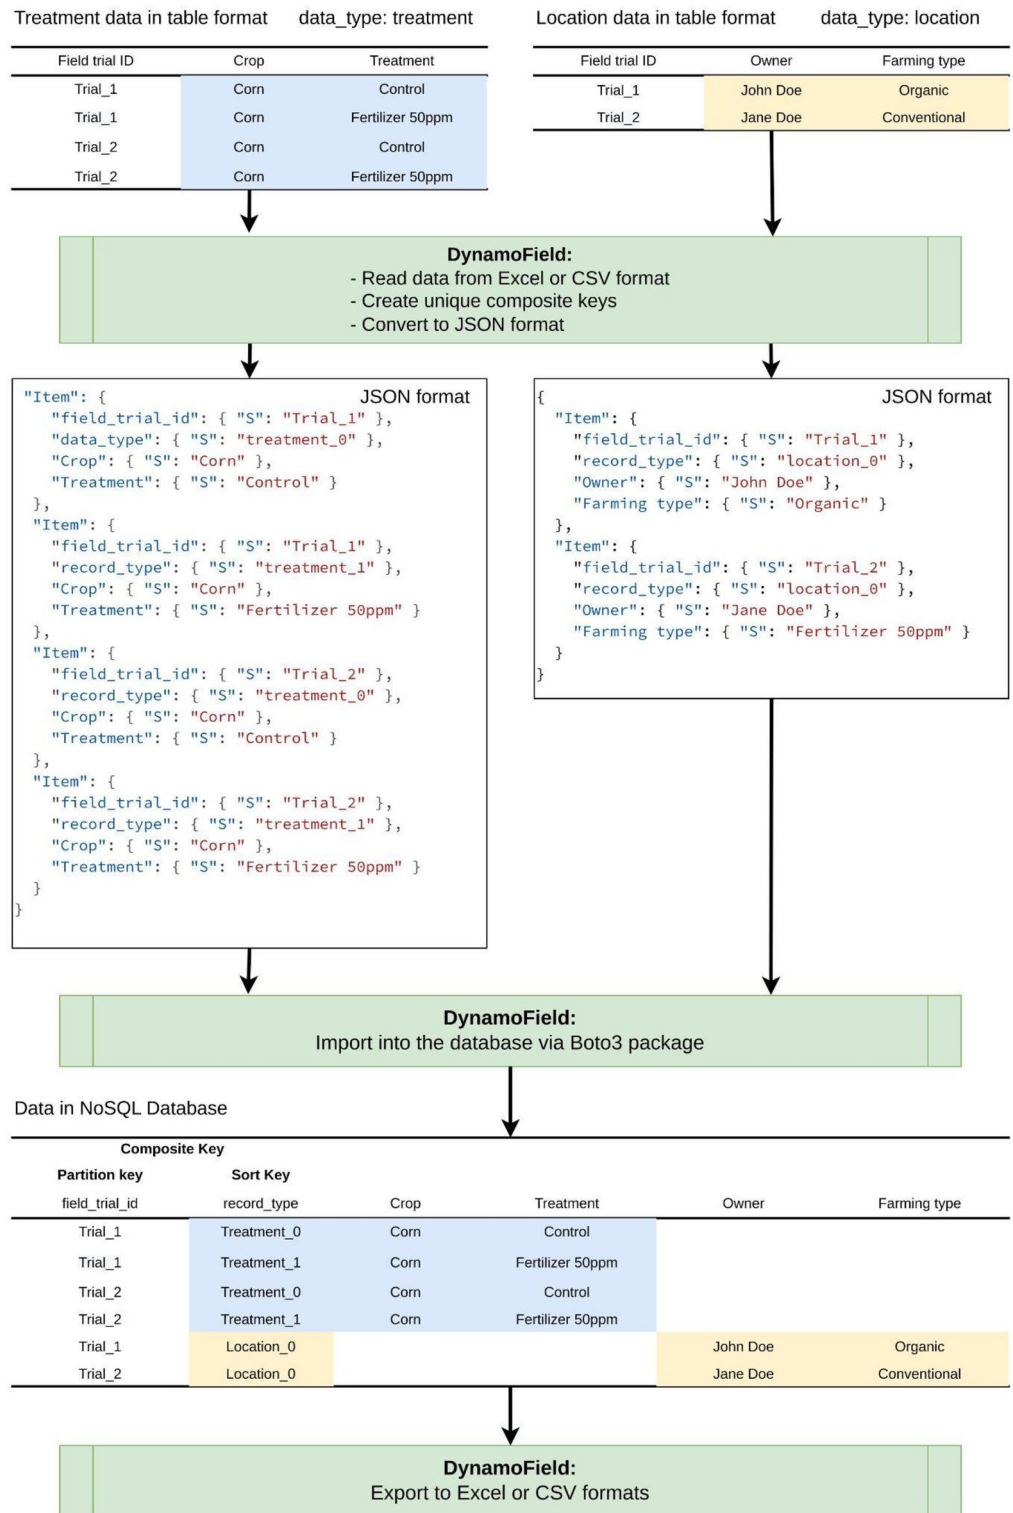 Treatment data in table format data_type: treatment
Field trial ID Crop Treatment
Trial_1 Corn Control
Trial_1 Corn Fertilizer 50ppm
Trial_2 Corn Control
Trial_2 Corn Fertilizer 50ppm
Location data in table format data_type: location
Field trial ID Owner Farming type
Trial_1 John Doe Organic
Trial_2 Jane Doe Conventional
DynamoField:
- Read data from Excel or CSV format
- Create unique composite keys
- Convert to JSON format
JSON format
"Item": {
"field_trial_id": { "S": "Trial_1" },
"data_type": { "S": "treatment_0" },
"Crop": { "S": "Corn" },
"Treatment": { "S": "Control" }
},
"Item": {
"field_trial_id": { "S": "Trial_1" },
"record_type": { "S": "treatment_1" },
"Crop": { "S": "Corn" },
"Treatment": { "S": "Fertilizer 50ppm" }
},
"Item": {
"field_trial_id": { "S": "Trial_2" },
"record_type": { "S": "treatment_0" },
"Crop": { "S": "Corn" },
"Treatment": { "S": "Control" }
},
"Item": {
"field_trial_id": { "S": "Trial_2" },
"record_type": { "S": "treatment_1" },
"Crop": { "S": "Corn" },
"Treatment": { "S": "Fertilizer 50ppm" }
}
}
JSON format
{
"Item": {
"field_trial_id": { "S": "Trial_1" },
"record_type": { "S": "location_0" },
"Owner": { "S": "John Doe" },
"Farming type": { "S": "Organic" }
},
"Item": {
"field_trial_id": { "S": "Trial_2" },
"record_type": { "S": "location_0" },
"Owner": { "S": "Jane Doe" },
"Farming type": { "S": "Fertilizer 50ppm" }
}
}
DynamoField:
Import into the database via Boto3 package
Data in NoSQL Database
Composite Key
Partition key Sort Key
field_trial_id record_type Crop Treatment Owner Farming type
Trial_1 Treatment_0 Corn Control
Trial_1 Treatment_1 Corn Fertilizer 50ppm
Trial_2 Treatment_0 Corn Control
Trial_2 Treatment_1 Corn Fertilizer 50ppm
Trial_1 Location_0 John Doe Organic
Trial_2 Location_0 Jane Doe Conventional
DynamoField:
Export to Excel or CSV formats